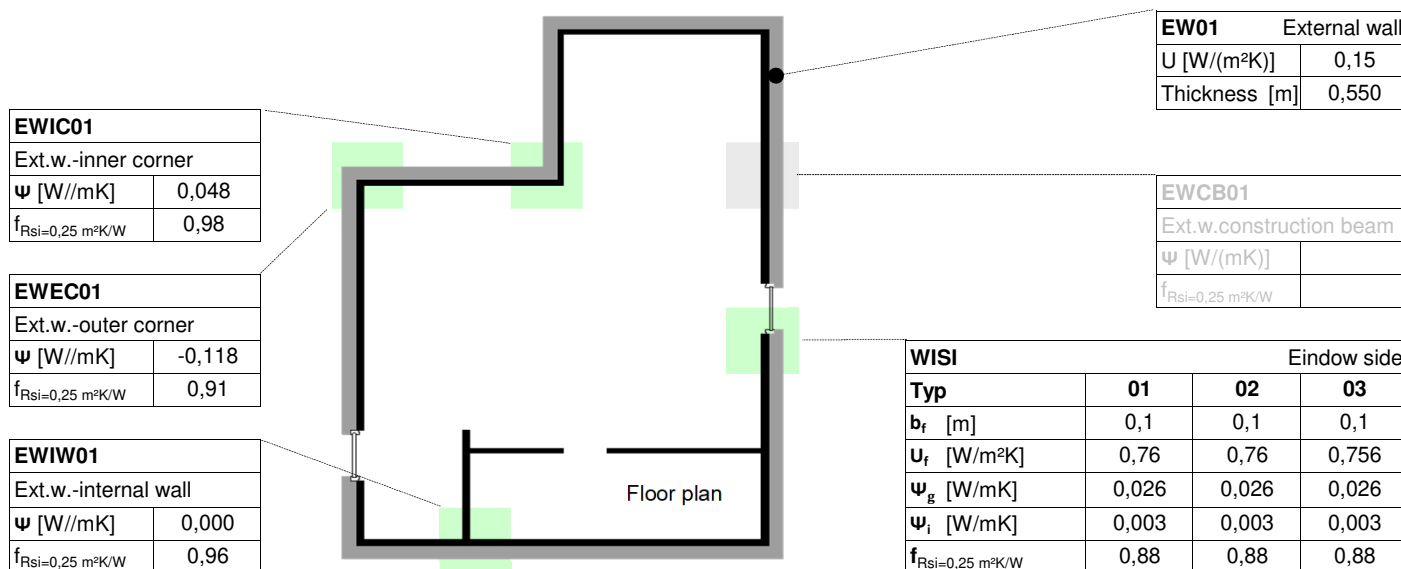 EW01 External wall
U [W/(m²K)] 0,15
Thickness [m] 0,550
EWIC01
Ext.w.-inner corner
Ψ [W//mK] 0,048
fRsi=0,25 m²K/W 0,98
EWCB01
Ext.w.construction beam
Ψ [W/(mK)]
fRsi=0,25 m²K/W
EWEC01
Ext.w.-outer corner
Ψ [W//mK] -0,118
fRsi=0,25 m²K/W 0,91
WISI Eindow side
Typ 01 02 03
bf [m] 0,1 0,1 0,1
Uf [W/m²K] 0,76 0,76 0,756
Ψg [W/mK] 0,026 0,026 0,026
Ψi [W/mK] 0,003 0,003 0,003
fRsi=0,25 m²K/W 0,88 0,88 0,88
EWIW01
Ext.w.-internal wall
Ψ [W//mK] 0,000
fRsi=0,25 m²K/W 0,96
Floor plan